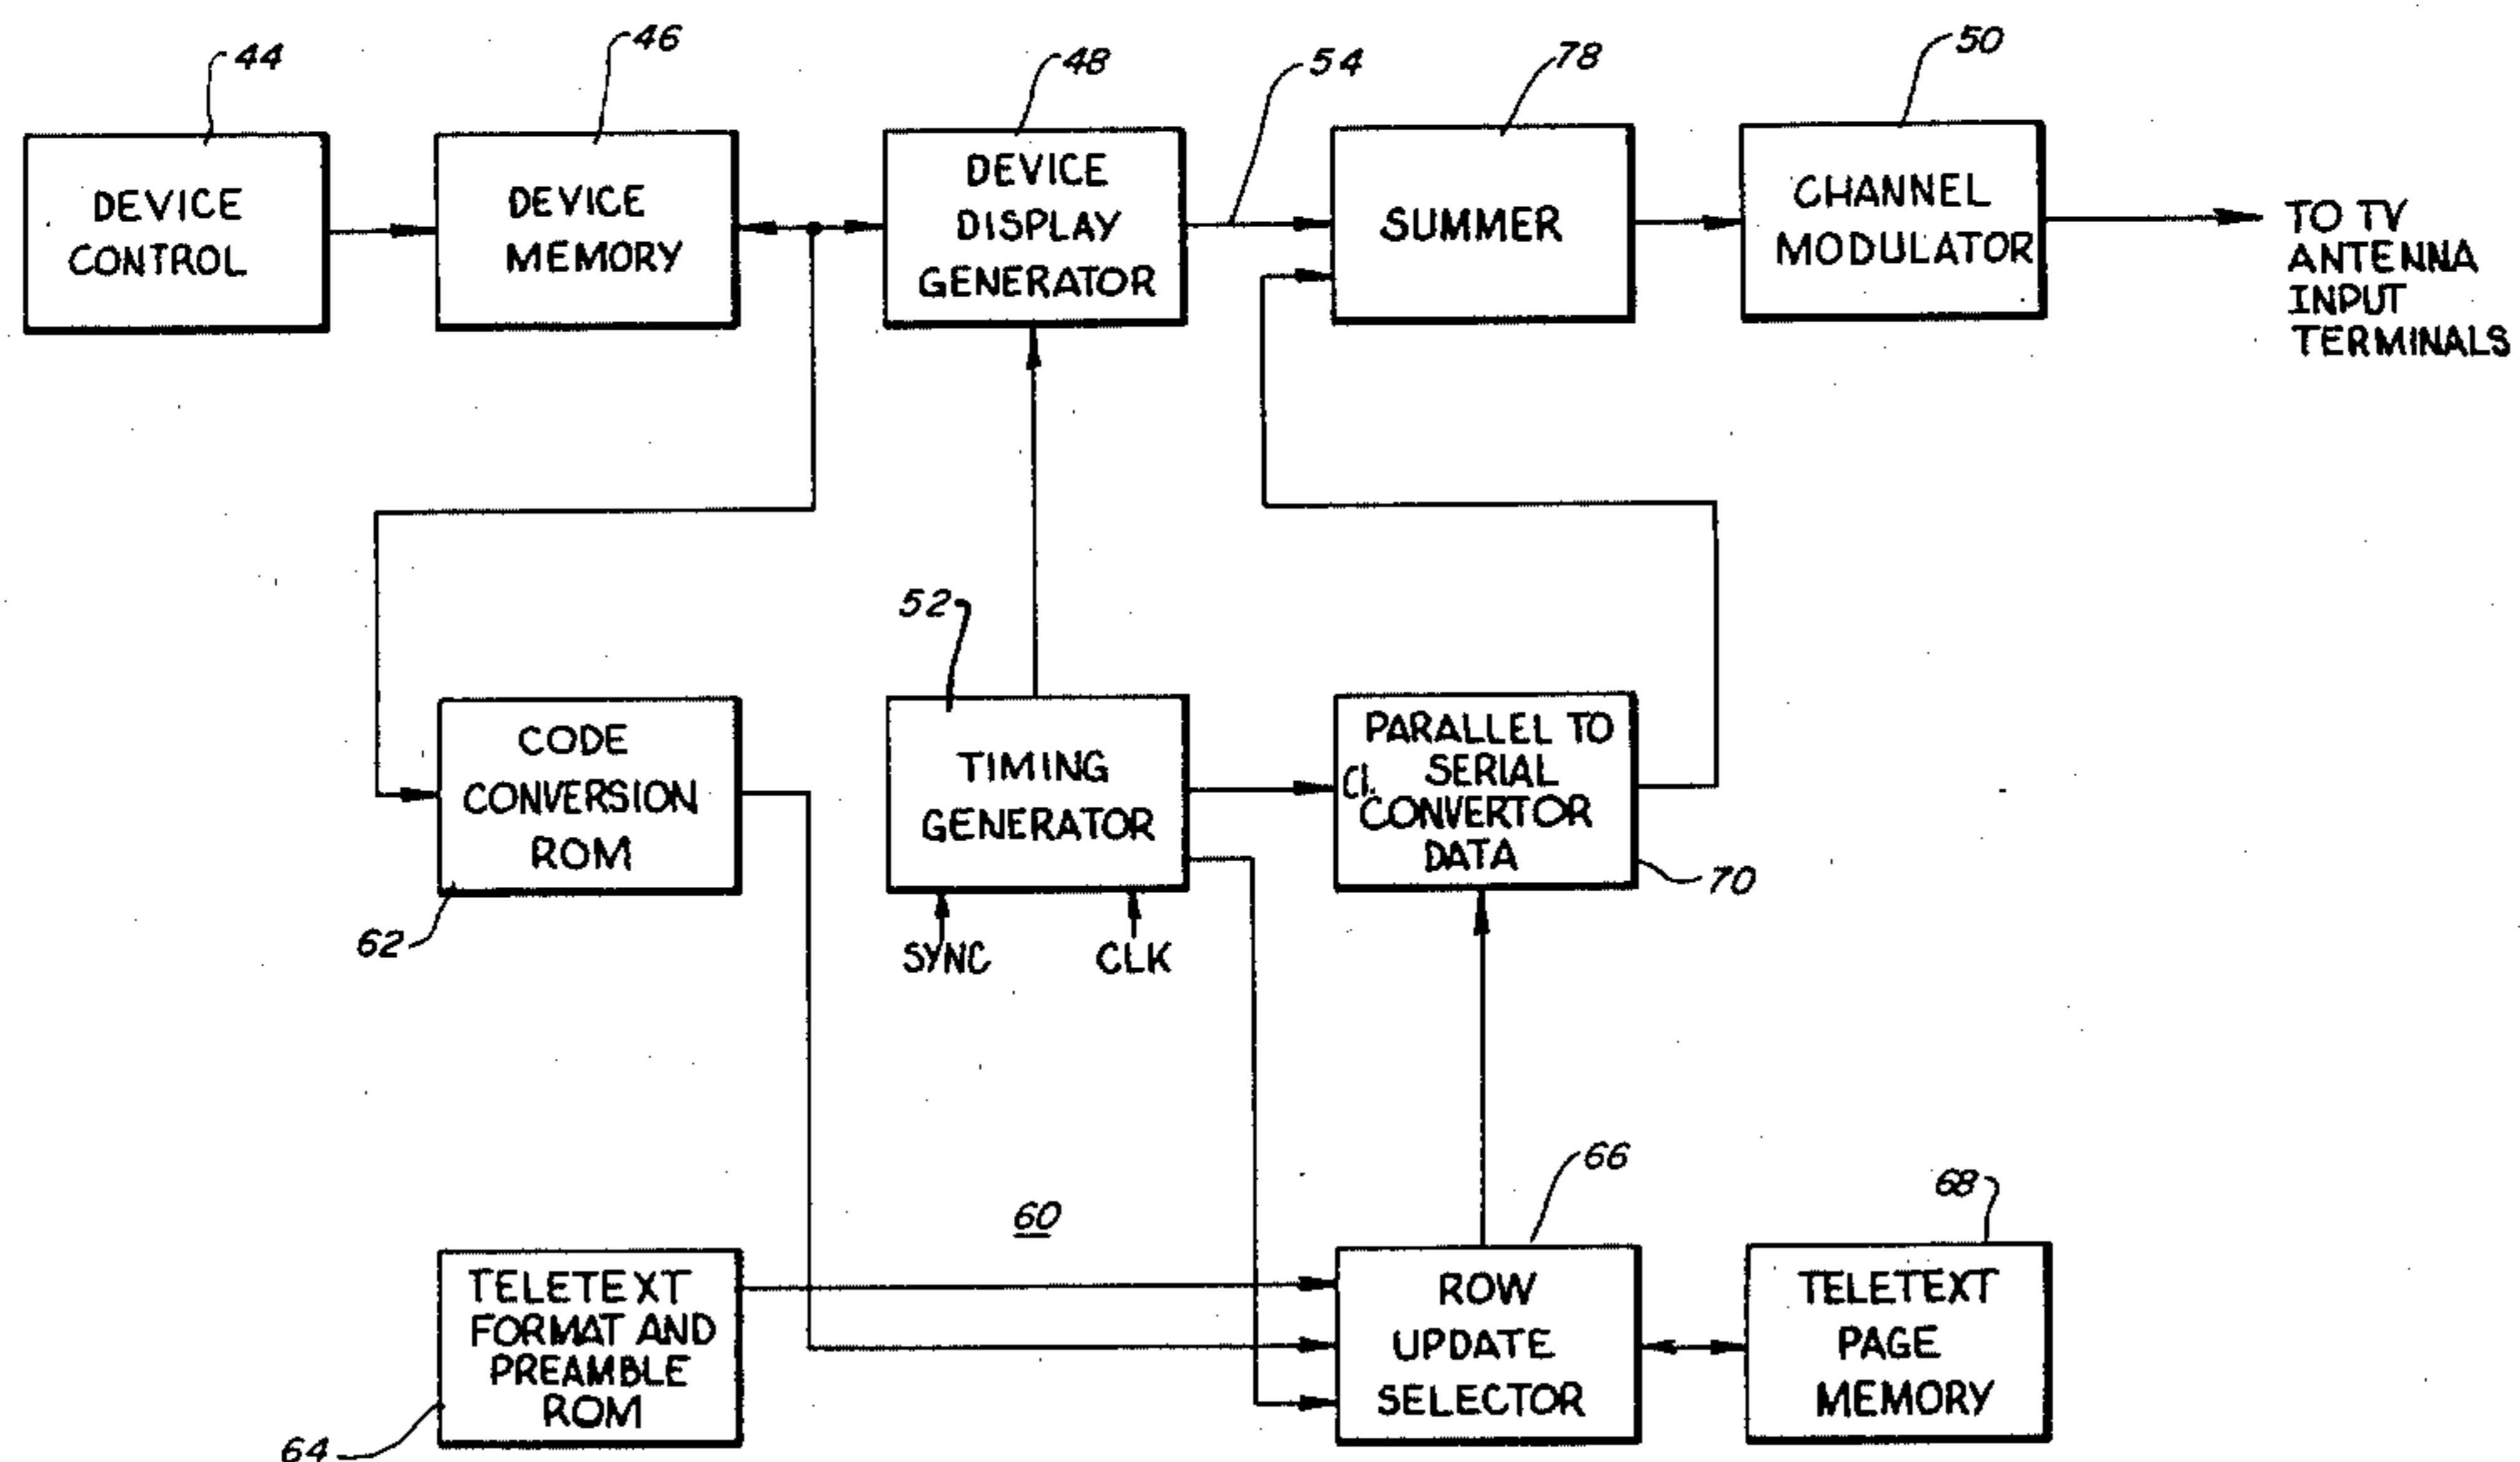 44
46
48
54
78
50
DEVICE
CONTROL
DEVICE
MEMORY
DEVICE
DISPLAY
GENERATOR
SUMMER
CHANNEL
MODULATOR
TO TV
ANTENNA
INPUT
TERMINALS
52
CODE
CONVERSION
ROM
62
TIMING
GENERATOR
SYNC
CLK
PARALLEL TO
SERIAL
CL
CONVERTOR
DATA
70
60
66
68
TELETEXT
FORMAT AND
PREAMBLE
ROM
64
ROW
UPDATE
SELECTOR
TELETEXT
PAGE
MEMORY